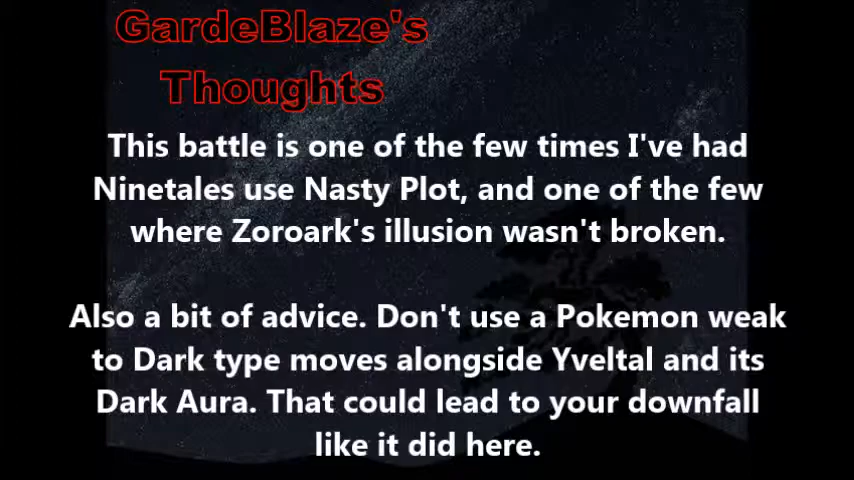 GardeBlaze's
Thoughts
This battle is one of the few times I've had
Ninetales use Nasty Plot, and one of the few
where Zoroark's illusion wasn't broken.
Also a bit of advice. Don't use a Pokemon weak
to Dark type moves alongside Yveltal and its
Dark Aura. That could lead to your downfall
like it did here.